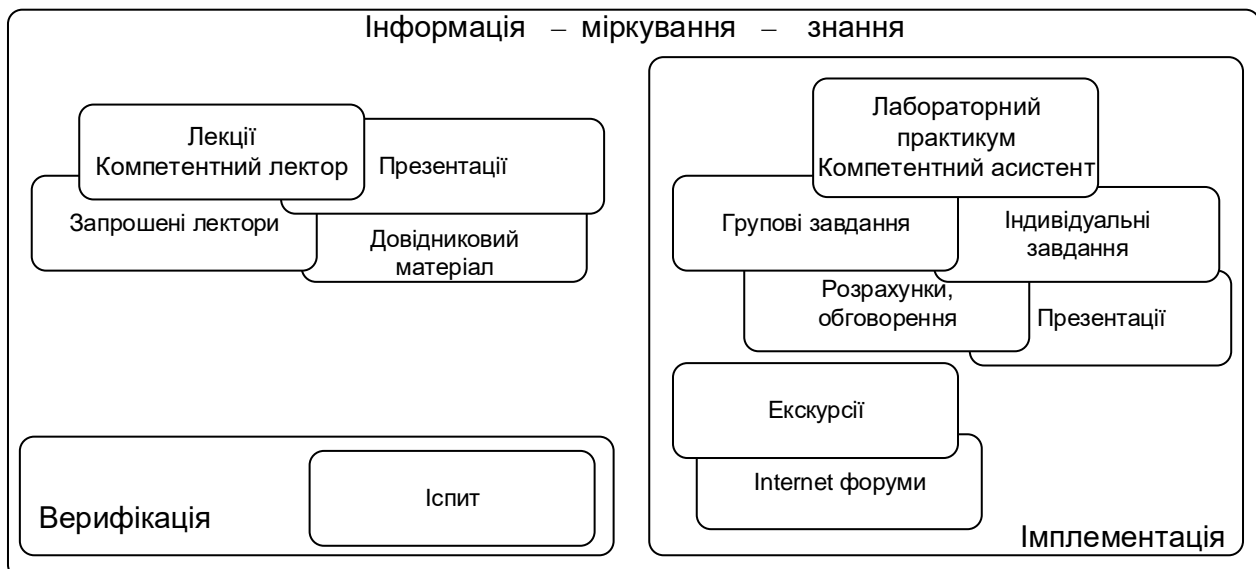 Інформація – міркування – знання
Лекції
Компетентний лектор
Презентації
Запрошені лектори
Довідниковий
матеріал
Лабораторний
практикум
Компетентний асистент
Групові завдання
Індивідуальні
завдання
Розрахунки,
обговорення
Презентації
Екскурсії
Internet форуми
Імплементація
Верифікація
Іспит